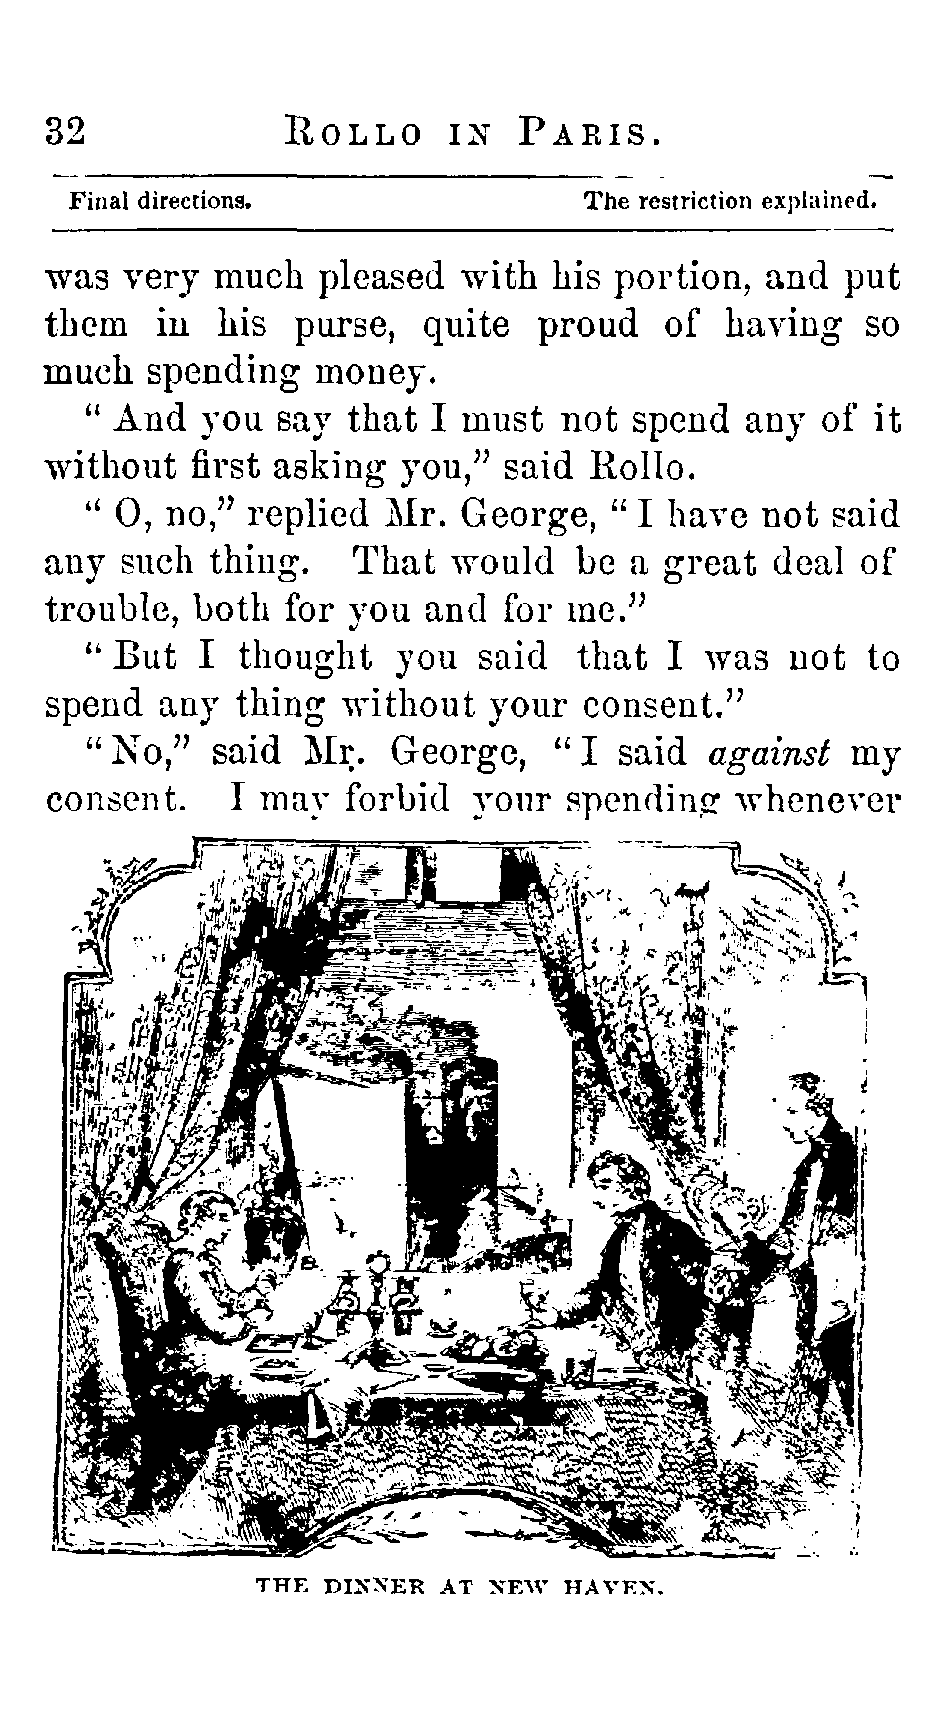 32 ROLLO IN PARIS.
Final directions. The restriction explained.
was very much pleased with his portion, and put
them in his purse, quite proud of having so
much spending money.
“ And you say that I must not spend any of it
without first asking you,” said Rollo.
“ O, no,” replied Mr. George, “ I have not said
any such thing. That would be a great deal of
trouble, both for you and for me.”
“ But I thought you said that I was not to
spend any thing without your consent.”
“ No,” said Mr. George, “ I said against my
consent. I may forbid your spending whenever
THE DINNER AT NEW HAVEN.